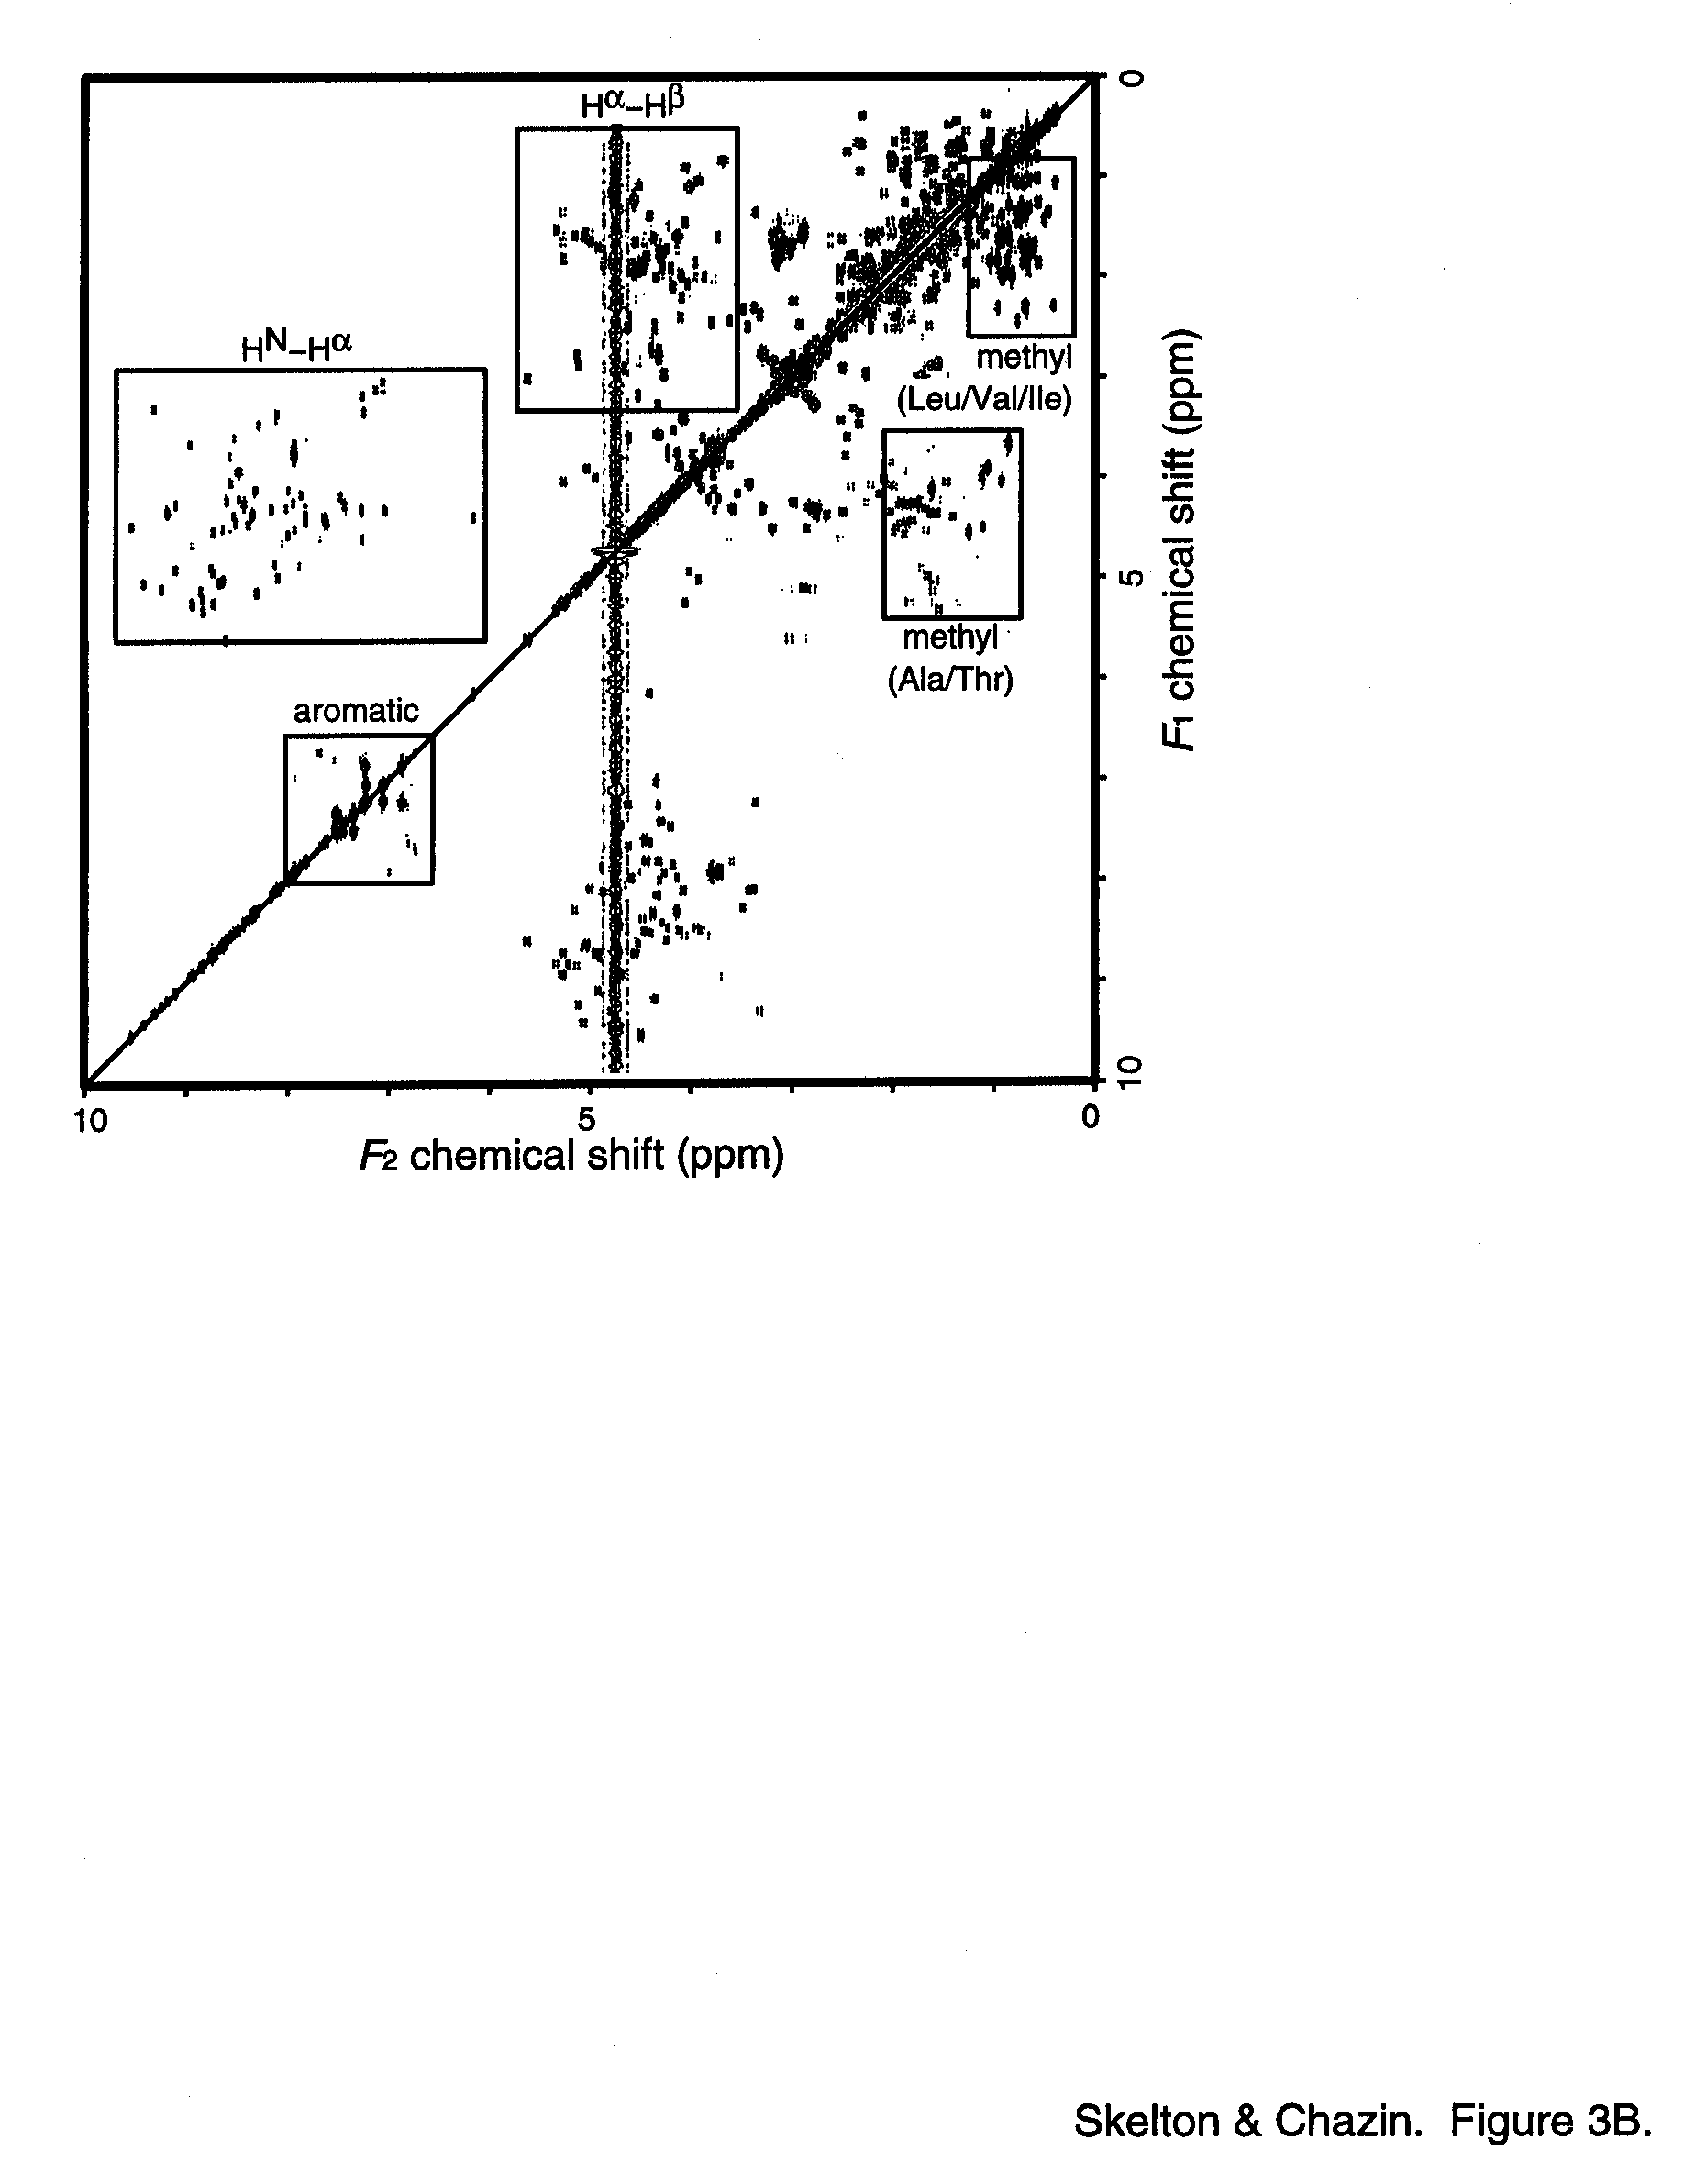 0
Hα–Hβ
HN–Hα
methyl
(Leu/Val/Ile)
F1 chemical shift (ppm)
5
methyl
(Ala/Thr)
aromatic
10
10
5
0
F2 chemical shift (ppm)
Skelton & Chazin. Figure 3B.